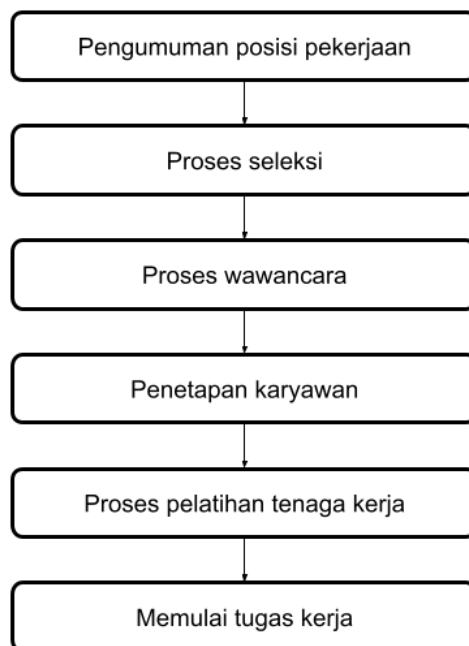 Pengumuman posisi pekerjaan
Proses seleksi
Proses wawancara
Penetapan karyawan
Proses pelatihan tenaga kerja
Memulai tugas kerja